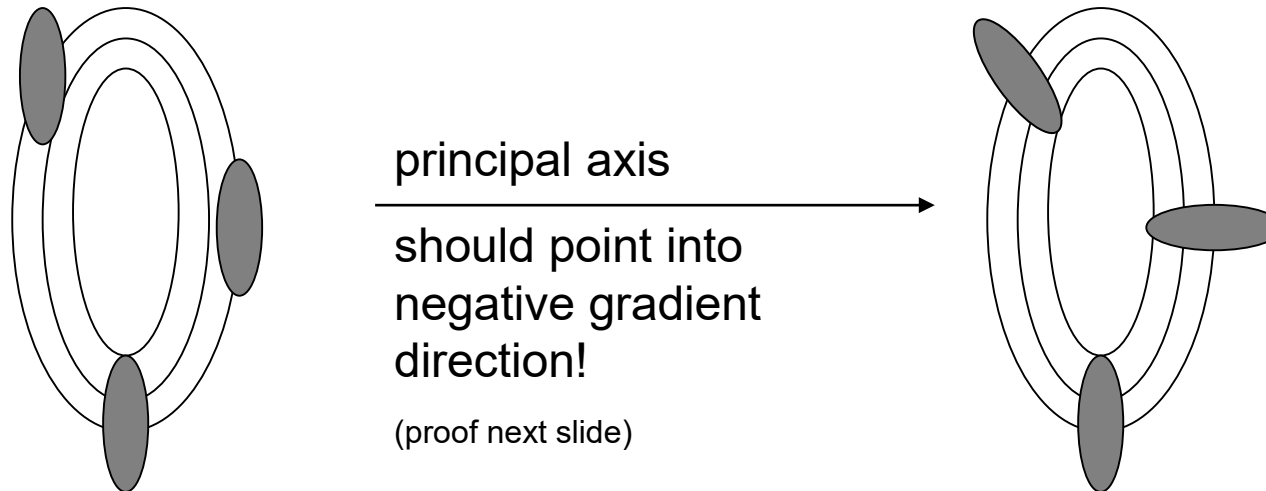 principal axis
should point into
negative gradient
direction!
(proof next slide)